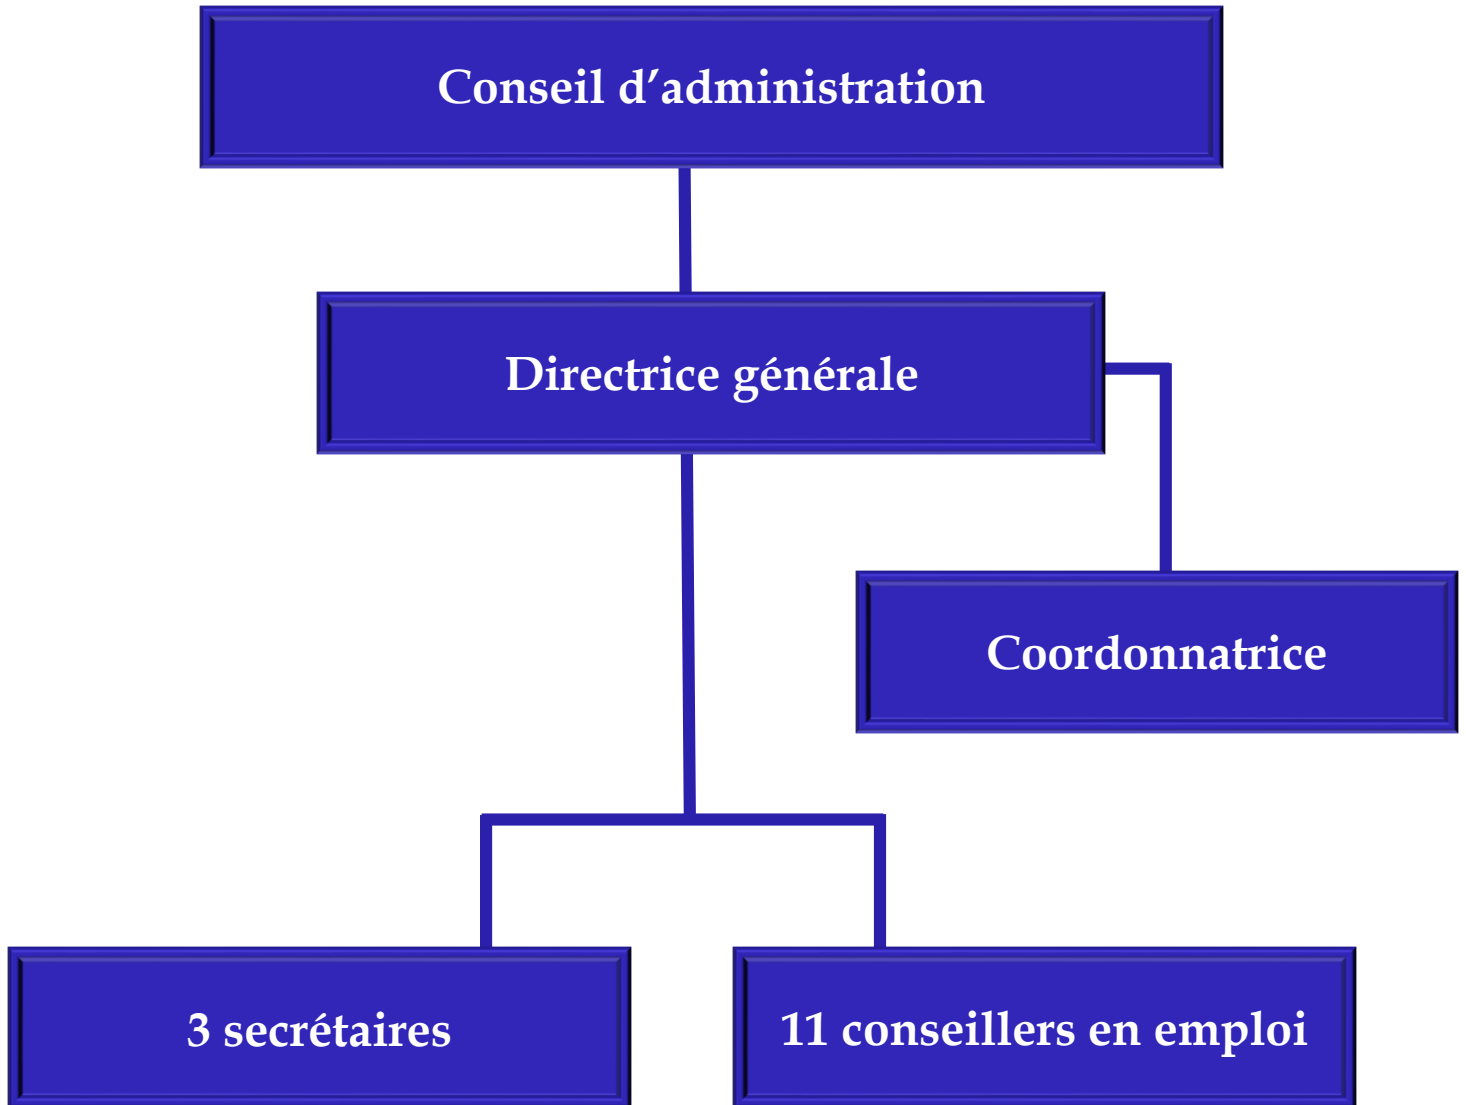 Conseil d’administration
Directrice générale
Coordonnatrice
3 secrétaires
11 conseillers en emploi